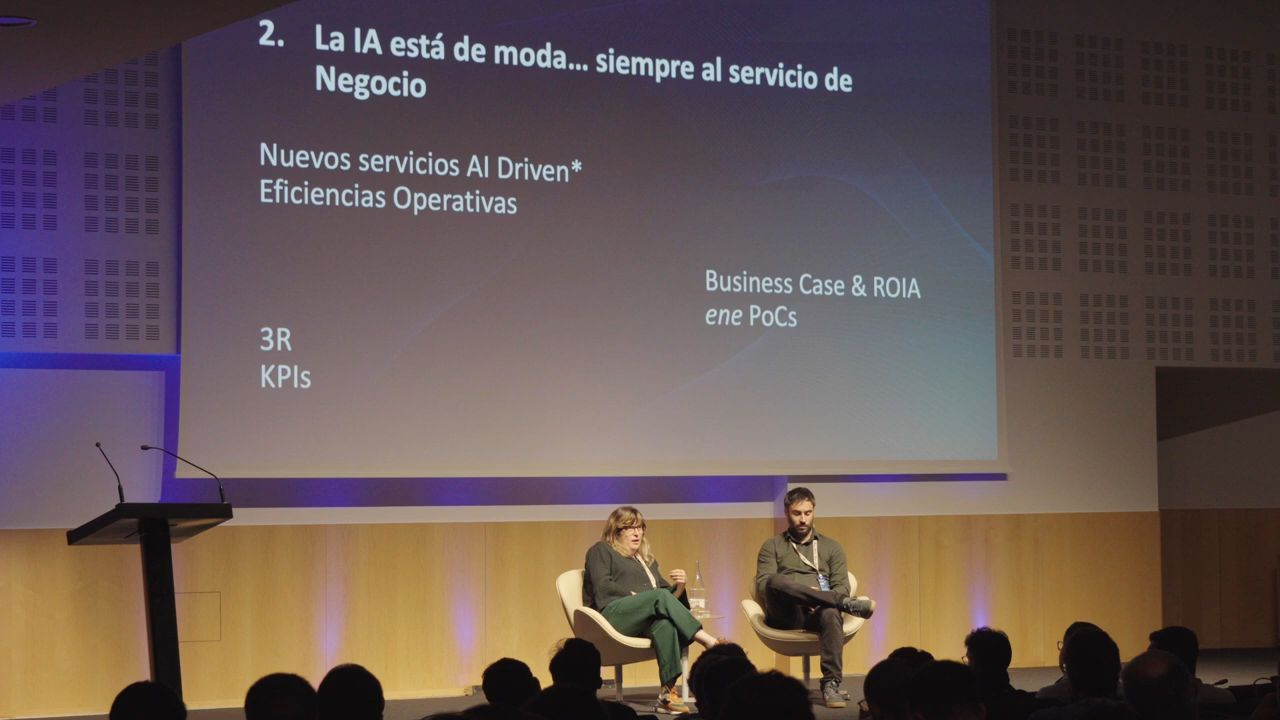 2. La IA está de moda... siempre al servicio de
Negocio
Nuevos servicios AI Driven*
Eficiencias Operativas
Business Case & ROIA
ene PoCs
3R
KPIs